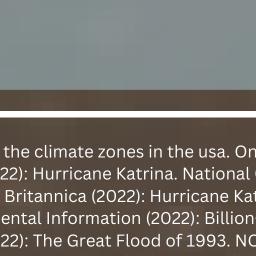 the climate zones in the usa. On
22): Hurricane Katrina. National
Britannica (2022): Hurricane Kat
ental Information (2022): Billion
22): The Great Flood of 1993. NO